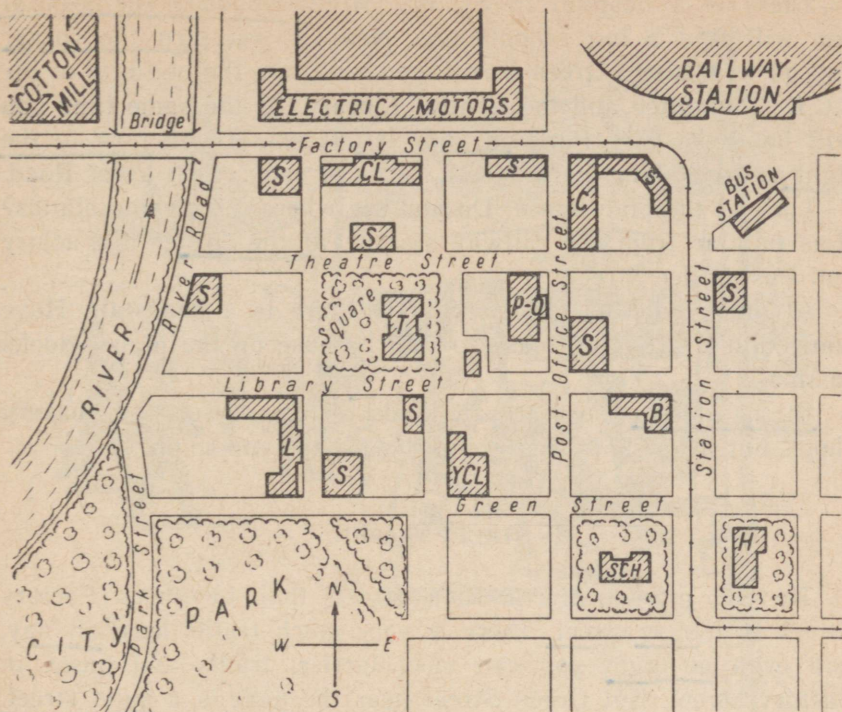 COTTON
MILL
Bridge
ELECTRIC MOTORS
RAILWAY
STATION
Factory Street
S
CL
S
C
S
BUS
STATION
River Road
S
Theatre Street
S
Square
T
P-O
S
S
Post-Office Street
Station Street
RIVER
Library Street
L
S
S
YCL
B
Green Street
Park Street
CITY PARK
SCH
H
N
W E
S